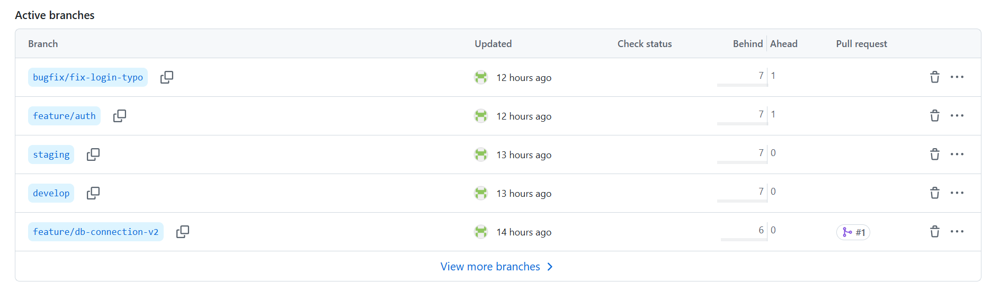 Active branches
Branch Updated Check status Behind Ahead Pull request
bugfix/fix-login-typo 12 hours ago 7 1
feature/auth 12 hours ago 7 1
staging 13 hours ago 7 0
develop 13 hours ago 7 0
feature/db-connection-v2 14 hours ago 6 0 #1
View more branches